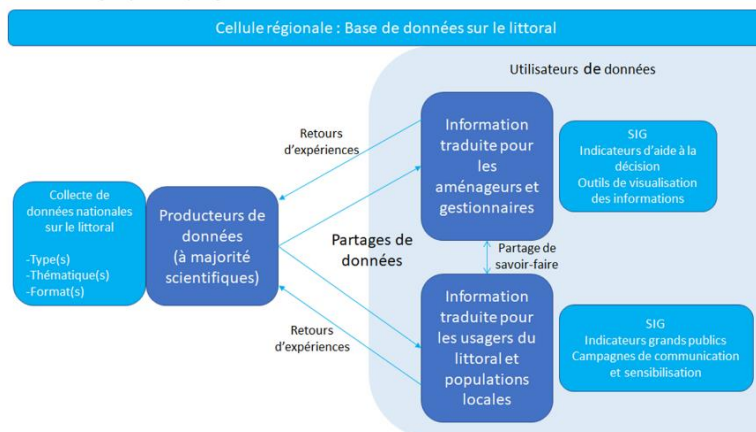 Cellule régionale : Base de données sur le littoral
Utilisateurs de données
Retours
d'expériences
Information
traduite pour
les
aménageurs et
gestionnaires
SIG
Indicateurs d'aide à la
décision
Outils de visualisation
des informations
Collecte de
données nationales
sur le littoral
-Type(s)
-Thématique(s)
-Format(s)
Producteurs de
données
(à majorité
scientifiques)
Partages de
données
Partage de
savoir-faire
Retours
d'expériences
Information
traduite pour
les usagers du
littoral et
populations
locales
SIG
Indicateurs grands publics
Campagnes de communication
et sensibilisation